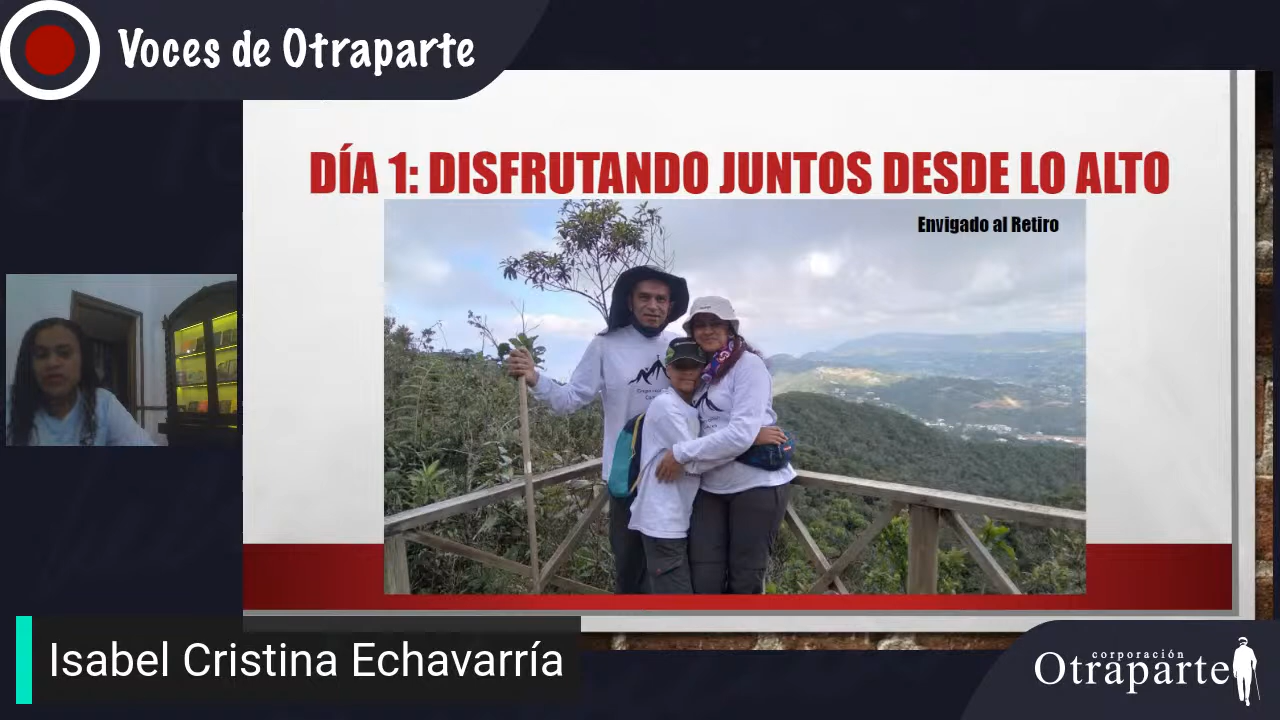 Voces de Otraparte
DÍA 1: DISFRUTANDO JUNTOS DESDE LO ALTO
Envigado al Retiro
Isabel Cristina Echavarría
corporación
Otraparte